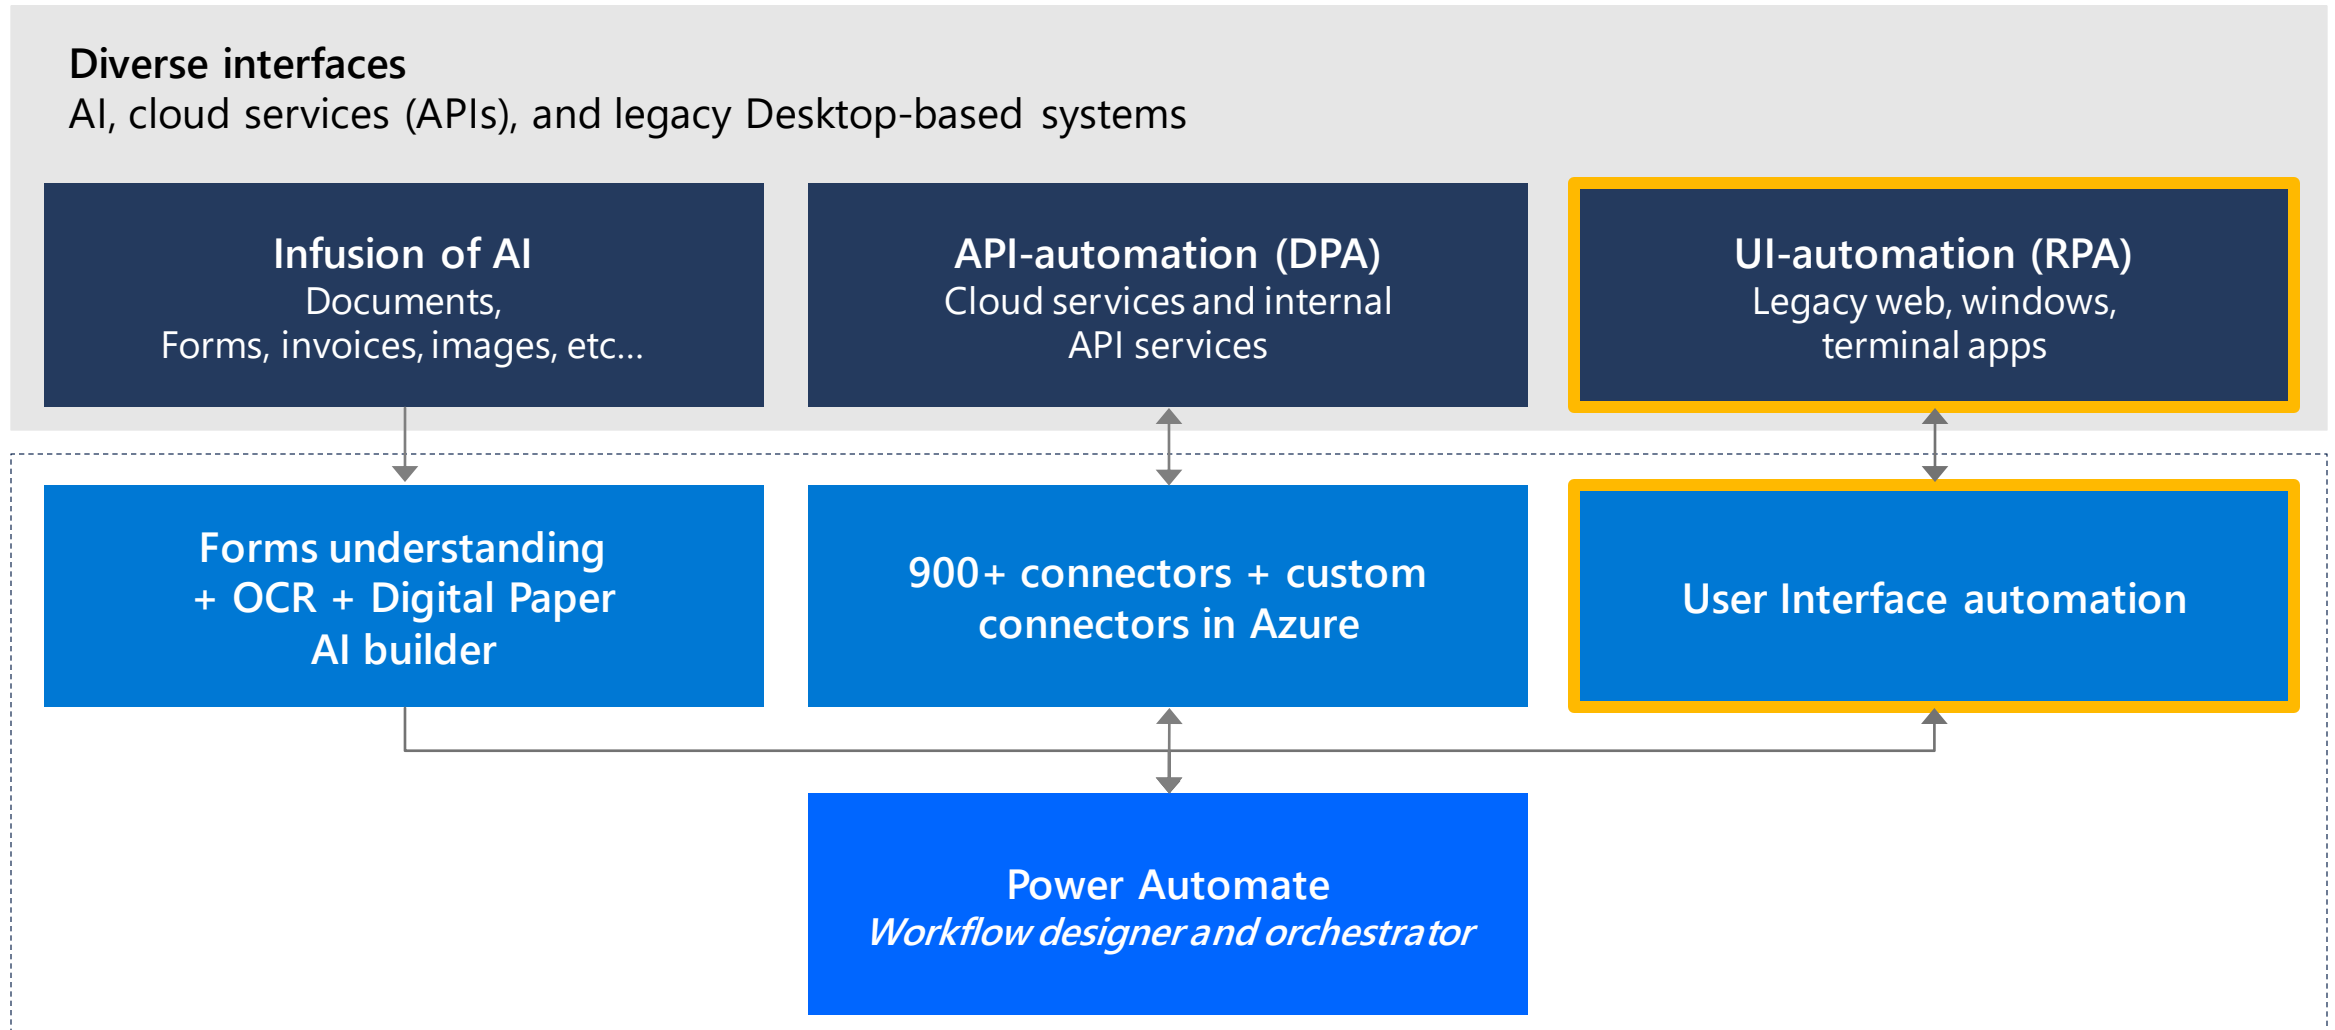 Diverse interfaces
AI, cloud services (APIs), and legacy Desktop-based systems
Infusion of AI
Documents,
Forms, invoices, images, etc...
API-automation (DPA)
Cloud services and internal
API services
UI-automation (RPA)
Legacy web, windows,
terminal apps
Forms understanding
+ OCR + Digital Paper
AI builder
900+ connectors + custom
connectors in Azure
User Interface automation
Power Automate
Workflow designer and orchestrator